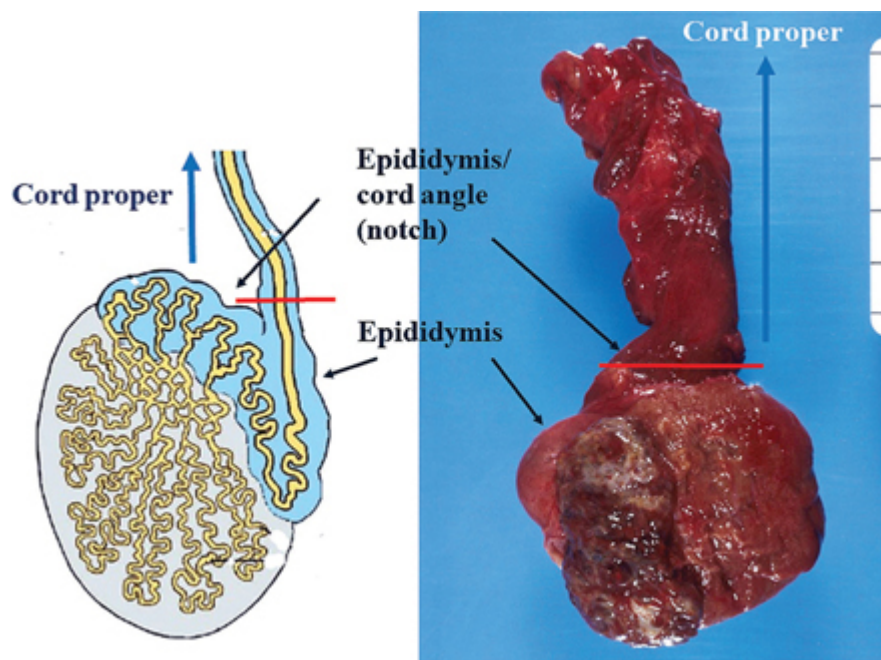 Cord proper
Epididymis/
cord angle
(notch)
Cord proper
Epididymis